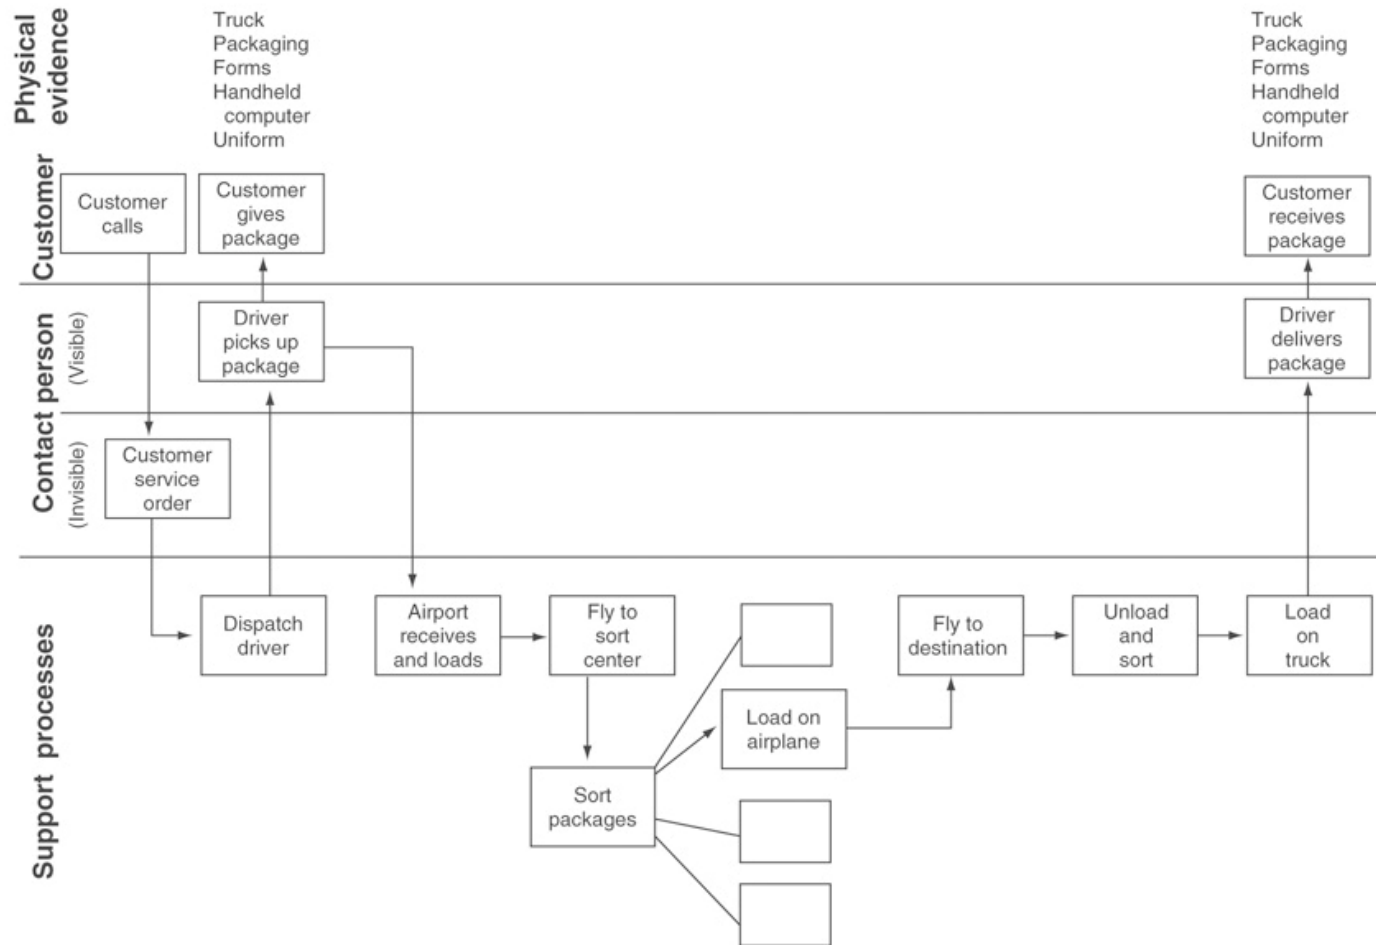 Physical
evidence
Truck
Packaging
Forms
Handheld
computer
Uniform
Truck
Packaging
Forms
Handheld
computer
Uniform
Customer
Customer
calls
Customer
gives
package
Customer
receives
package
Contact person
(Visible)
Driver
picks up
package
Driver
delivers
package
(Invisible)
Customer
service
order
Support processes
Dispatch
driver
Airport
receives
and loads
Fly to
sort
center
Sort
packages
Load on
airplane
Fly to
destination
Unload
and
sort
Load
on
truck